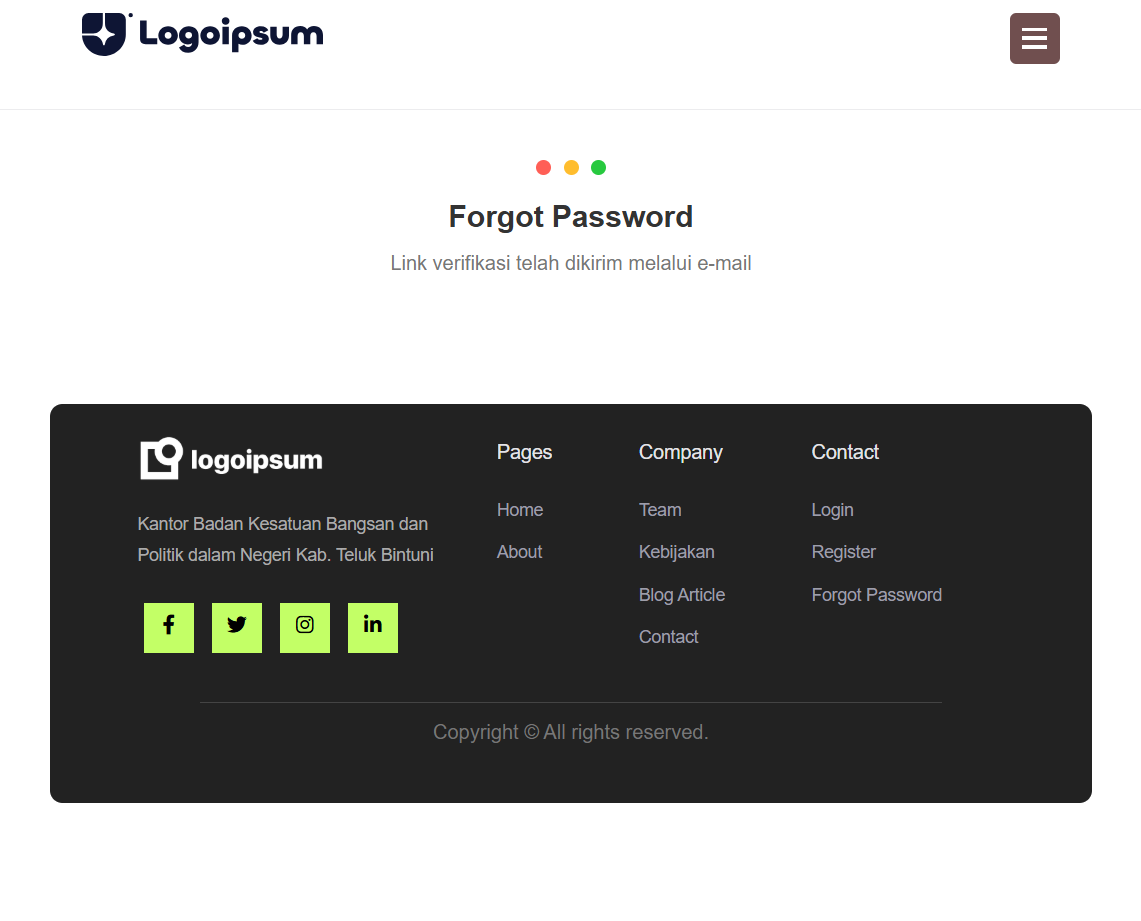 Logoipsum
Forgot Password
Link verifikasi telah dikirim melalui e-mail
logoipsum
Kantor Badan Kesatuan Bangsan dan
Politik dalam Negeri Kab. Teluk Bintuni
Pages
Home
About
Company
Team
Kebijakan
Blog Article
Contact
Contact
Login
Register
Forgot Password
Copyright © All rights reserved.